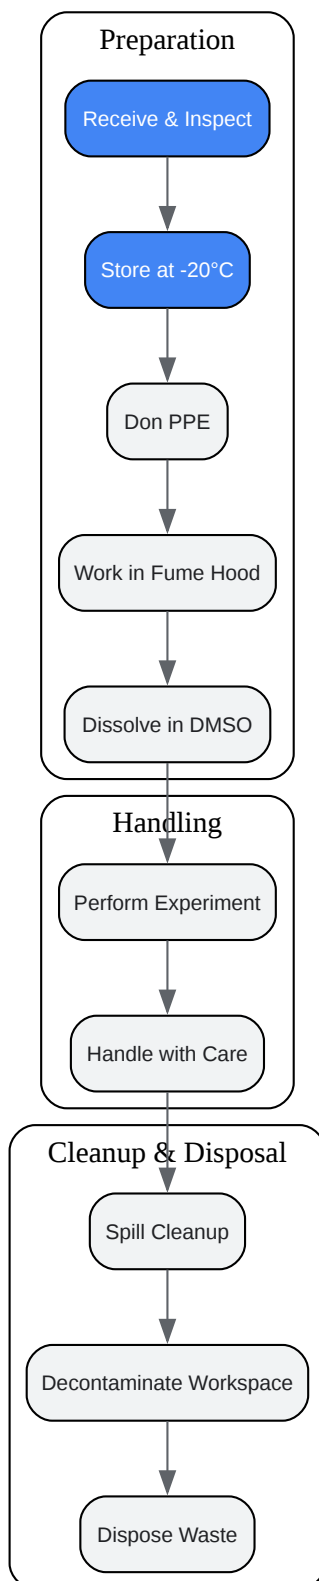 Preparation
Receive & Inspect
Store at -20°C
Don PPE
Work in Fume Hood
Dissolve in DMSO
Handling
Perform Experiment
Handle with Care
Cleanup & Disposal
Spill Cleanup
Decontaminate Workspace
Dispose Waste